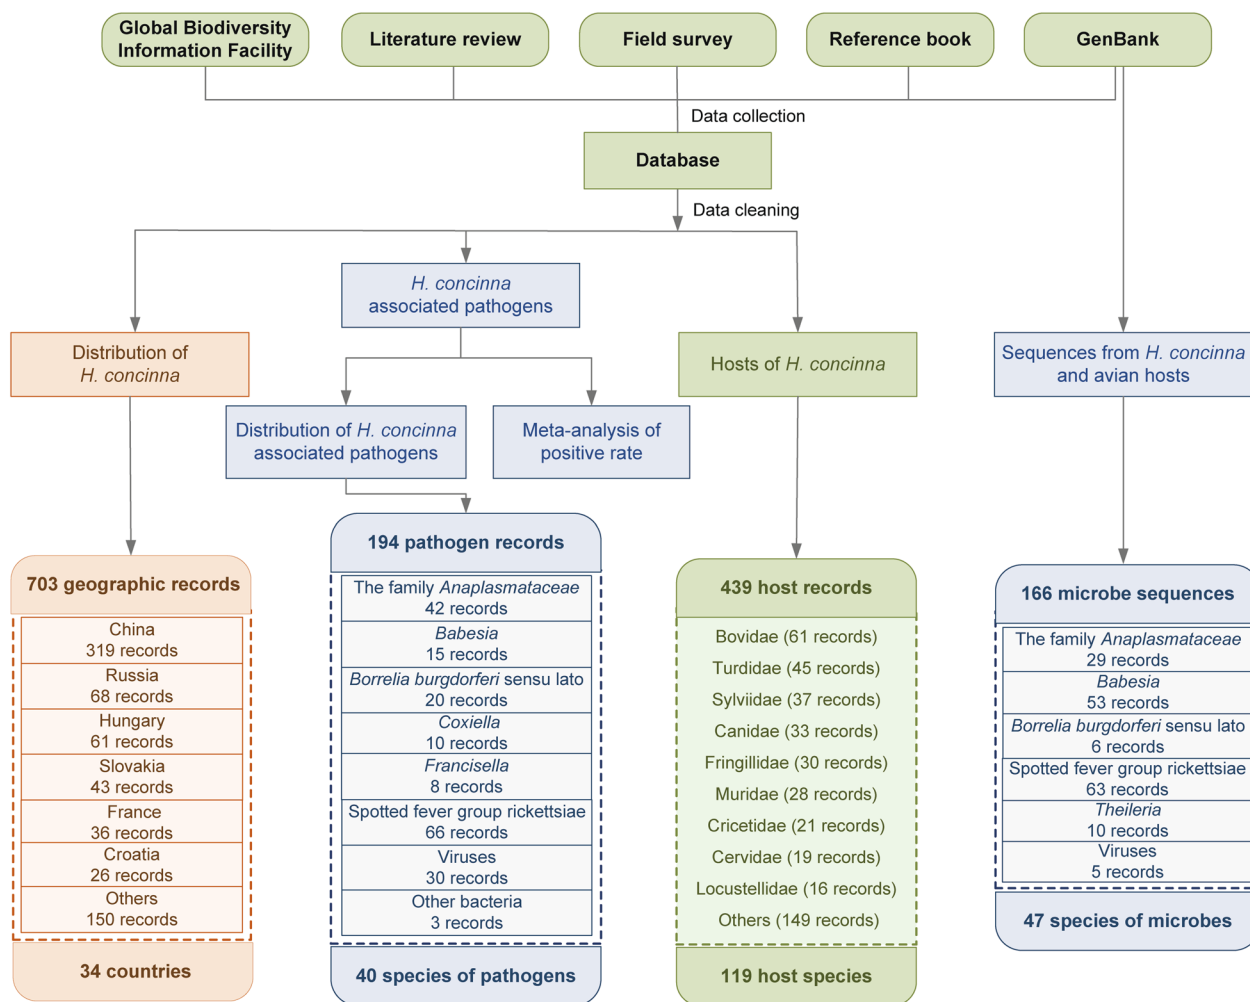 Global Biodiversity
Information Facility
Literature review
Field survey
Reference book
GenBank
Data collection
Database
Data cleaning
H. concinna
associated pathogens
Distribution of
H. concinna
Hosts of H. concinna
Sequences from H. concinna
and avian hosts
Distribution of H. concinna
associated pathogens
Meta-analysis of
positive rate
703 geographic records
China
319 records
Russia
68 records
Hungary
61 records
Slovakia
43 records
France
36 records
Croatia
26 records
Others
150 records
34 countries
194 pathogen records
The family Anaplasmataceae
42 records
Babesia
15 records
Borrelia burgdorferi sensu lato
20 records
Coxiella
10 records
Francisella
8 records
Spotted fever group rickettsiae
66 records
Viruses
30 records
Other bacteria
3 records
40 species of pathogens
439 host records
Bovidae (61 records)
Turdidae (45 records)
Sylviidae (37 records)
Canidae (33 records)
Fringillidae (30 records)
Muridae (28 records)
Cricetidae (21 records)
Cervidae (19 records)
Locustellidae (16 records)
Others (149 records)
119 host species
166 microbe sequences
The family Anaplasmataceae
29 records
Babesia
53 records
Borrelia burgdorferi sensu lato
6 records
Spotted fever group rickettsiae
63 records
Theileria
10 records
Viruses
5 records
47 species of microbes